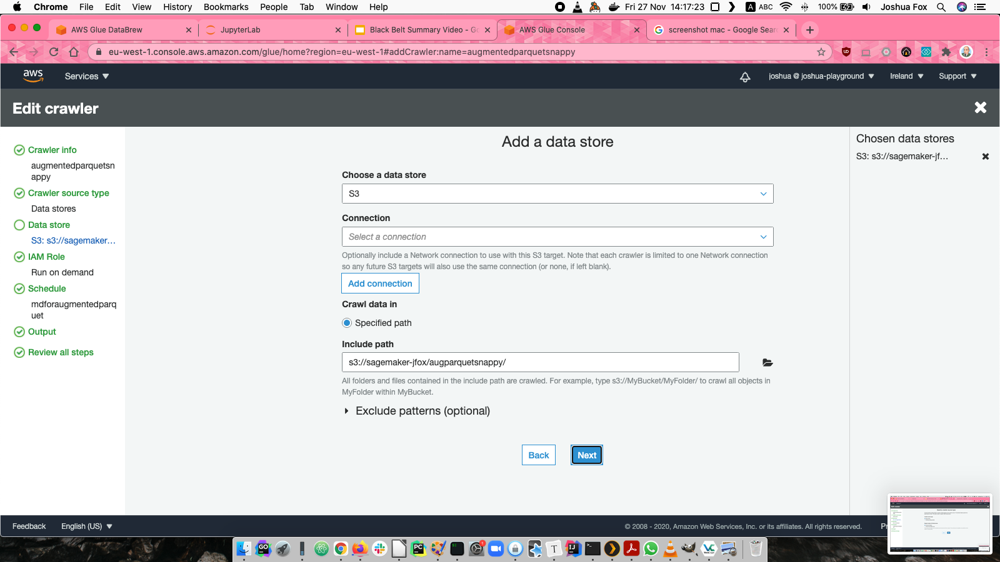 Chrome File Edit View History Bookmarks People Tab Window Help
A ABC 100% Fri 27 Nov 14:17:23 Joshua Fox
AWS Glue DataBrew
JupyterLab
Black Belt Summary Video - Go
AWS Glue Console
screenshot mac - Google Sear
eu-west-1.console.aws.amazon.com/glue/home?region=eu-west-1#addCrawler:name=augmentedparquetsnappy
aws Services joshua @ joshua-playground Ireland Support
Edit crawler
Crawler info
augmentedparquetsn
appy
Crawler source type
Data stores
Data store
S3: s3://sagemaker...
IAM Role
Run on demand
Schedule
mdforaugmentedparq
uet
Output
Review all steps
Add a data store
Choose a data store
S3
Connection
Select a connection
Optionally include a Network connection to use with this S3 target. Note that each crawler is limited to one Network connection
so any future S3 targets will also use the same connection (or none, if left blank).
Add connection
Crawl data in
Specified path
Include path
s3://sagemaker-jfox/augparquetsnappy/
All folders and files contained in the include path are crawled. For example, type s3://MyBucket/MyFolder/ to crawl all objects in
MyFolder within MyBucket.
Exclude patterns (optional)
Back Next
Chosen data stores
S3: s3://sagemaker-jf...
Feedback English (US) © 2008 - 2020, Amazon Web Services, Inc. or its affiliates. All rights reserved.
GO PC T IJ